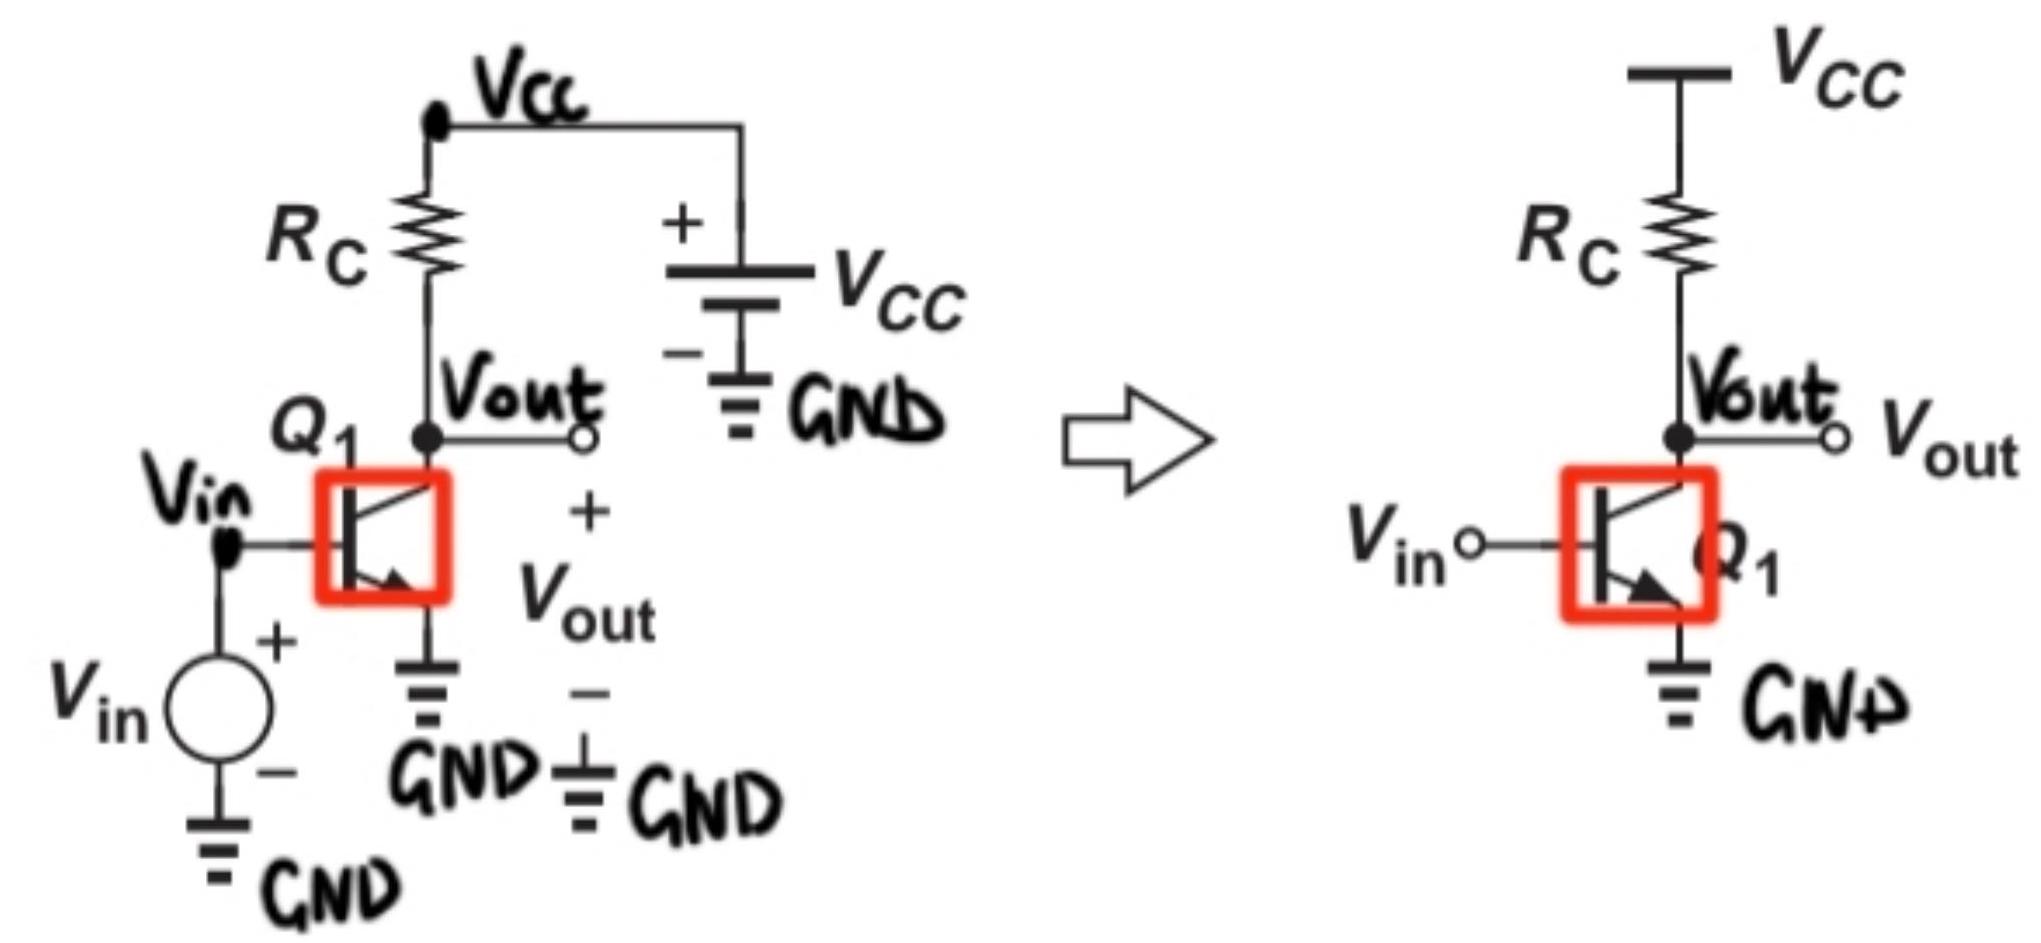 Vcc
VCC
RC
+
VCC
RC
VCC
−
GND
Vout
Vout
Vout
Q1
Vin
+
Vin
Q1
Vout
+
Vin
−
GND
GND
−
GND
GND